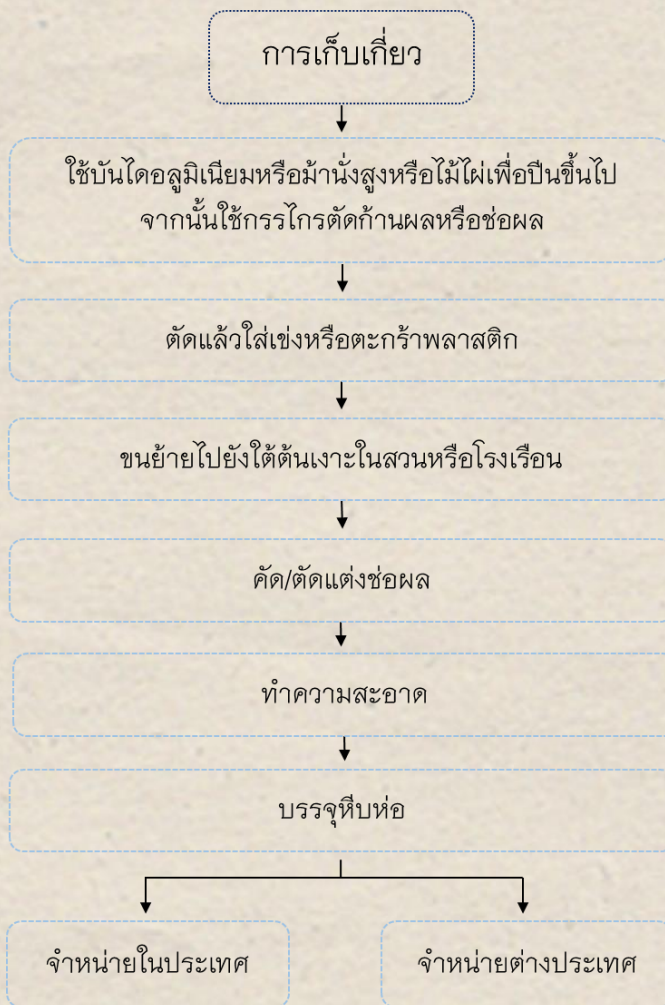 การเก็บเกี่ยว
ใช้บันไดอลูมิเนียมหรือม้านั่งสูงหรือไม้ไผ่เพื่อปีนขึ้นไป
จากนั้นใช้กรรไกรตัดก้านผลหรือช่อผล
ตัดแล้วใส่เข่งหรือตะกร้าพลาสติก
ขนย้ายไปยังใต้ต้นเงาะในสวนหรือโรงเรือน
คัด/ตัดแต่งช่อผล
ทำความสะอาด
บรรจุหีบห่อ
จำหน่ายในประเทศ
จำหน่ายต่างประเทศ